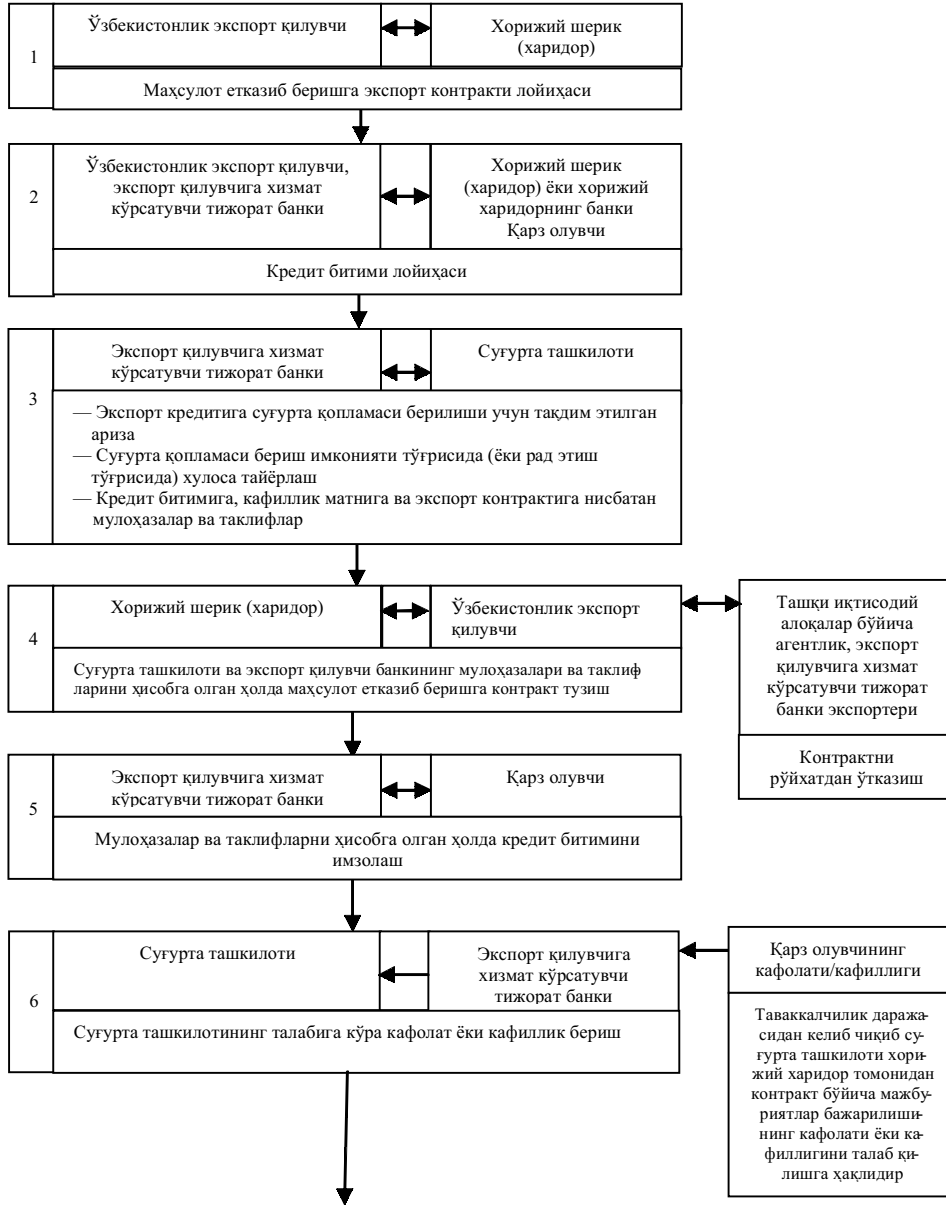 1
Ўзбекистонлик экспорт қилувчи
Хорижий шерик
(харидор)
Маҳсулот етказиб беришга экспорт контракти лойиҳаси
2
Ўзбекистонлик экспорт қилувчи,
экспорт қилувчига хизмат
кўрсатувчи тижорат банки
Хорижий шерик
(харидор) ёки хорижий
харидорнинг банки
Қарз олувчи
Кредит битими лойиҳаси
3
Экспорт қилувчига хизмат
кўрсатувчи тижорат банки
Суғурта ташкилоти
— Экспорт кредитига суғурта қопламаси берилиши учун тақдим этилган
ариза
— Суғурта қопламаси бериш имконияти тўғрисида (ёки рад этиш
тўғрисида) хулоса тайёрлаш
— Кредит битимига, кафиллик матнига ва экспорт контрактига нисбатан
мулоҳазалар ва таклифлар
4
Хорижий шерик (харидор)
Ўзбекистонлик экспорт
қилувчи
Суғурта ташкилоти ва экспорт қилувчи банкининг мулоҳазалари ва таклиф
ларини ҳисобга олган ҳолда маҳсулот етказиб беришга контракт тузиш
Ташқи иқтисодий
алоқалар бўйича
агентлик, экспорт
қилувчига хизмат
кўрсатувчи тижорат
банки экспортери
Контрактни
рўйхатдан ўтказиш
5
Экспорт қилувчига хизмат
кўрсатувчи тижорат банки
Қарз олувчи
Мулоҳазалар ва таклифларни ҳисобга олган ҳолда кредит битимини
имзолаш
6
Суғурта ташкилоти
Экспорт қилувчига
хизмат кўрсатувчи
тижорат банки
Суғурта ташкилотининг талабига кўра кафолат ёки кафиллик бериш
Қарз олувчининг
кафолати/кафиллиги
Таваккалчилик даража-
сидан келиб чиқиб су-
ғурта ташкилоти хори-
жий харидор томонидан
контракт бўйича мажбу-
риятлар бажарилиши-
нинг кафолати ёки ка-
филлигини талаб қи-
лишга ҳақлидир